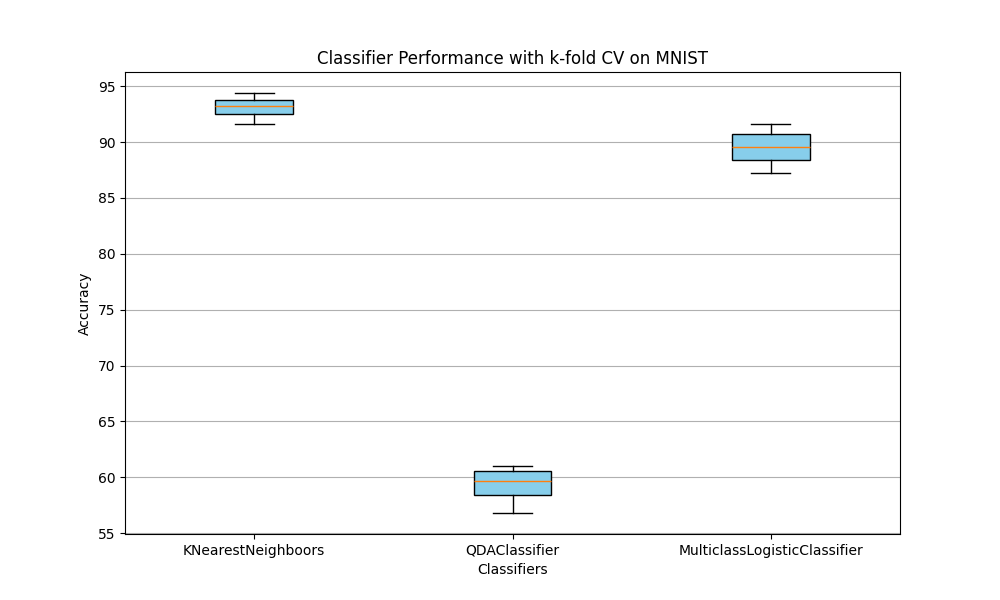 Classifier Performance with k-fold CV on MNIST
Accuracy
95
90
85
80
75
70
65
60
55
KNearestNeighboors
QDAClassifier
MulticlassLogisticClassifier
Classifiers